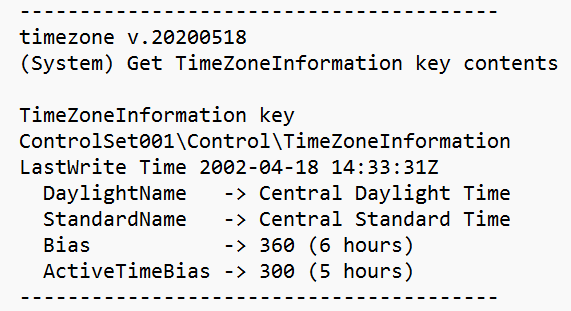 ----------------------------------------
timezone v.20200518
(System) Get TimeZoneInformation key contents

TimeZoneInformation key
ControlSet001\Control\TimeZoneInformation
LastWrite Time 2002-04-18 14:33:31Z
  DaylightName   -> Central Daylight Time
  StandardName   -> Central Standard Time
  Bias           -> 360 (6 hours)
  ActiveTimeBias -> 300 (5 hours)
----------------------------------------